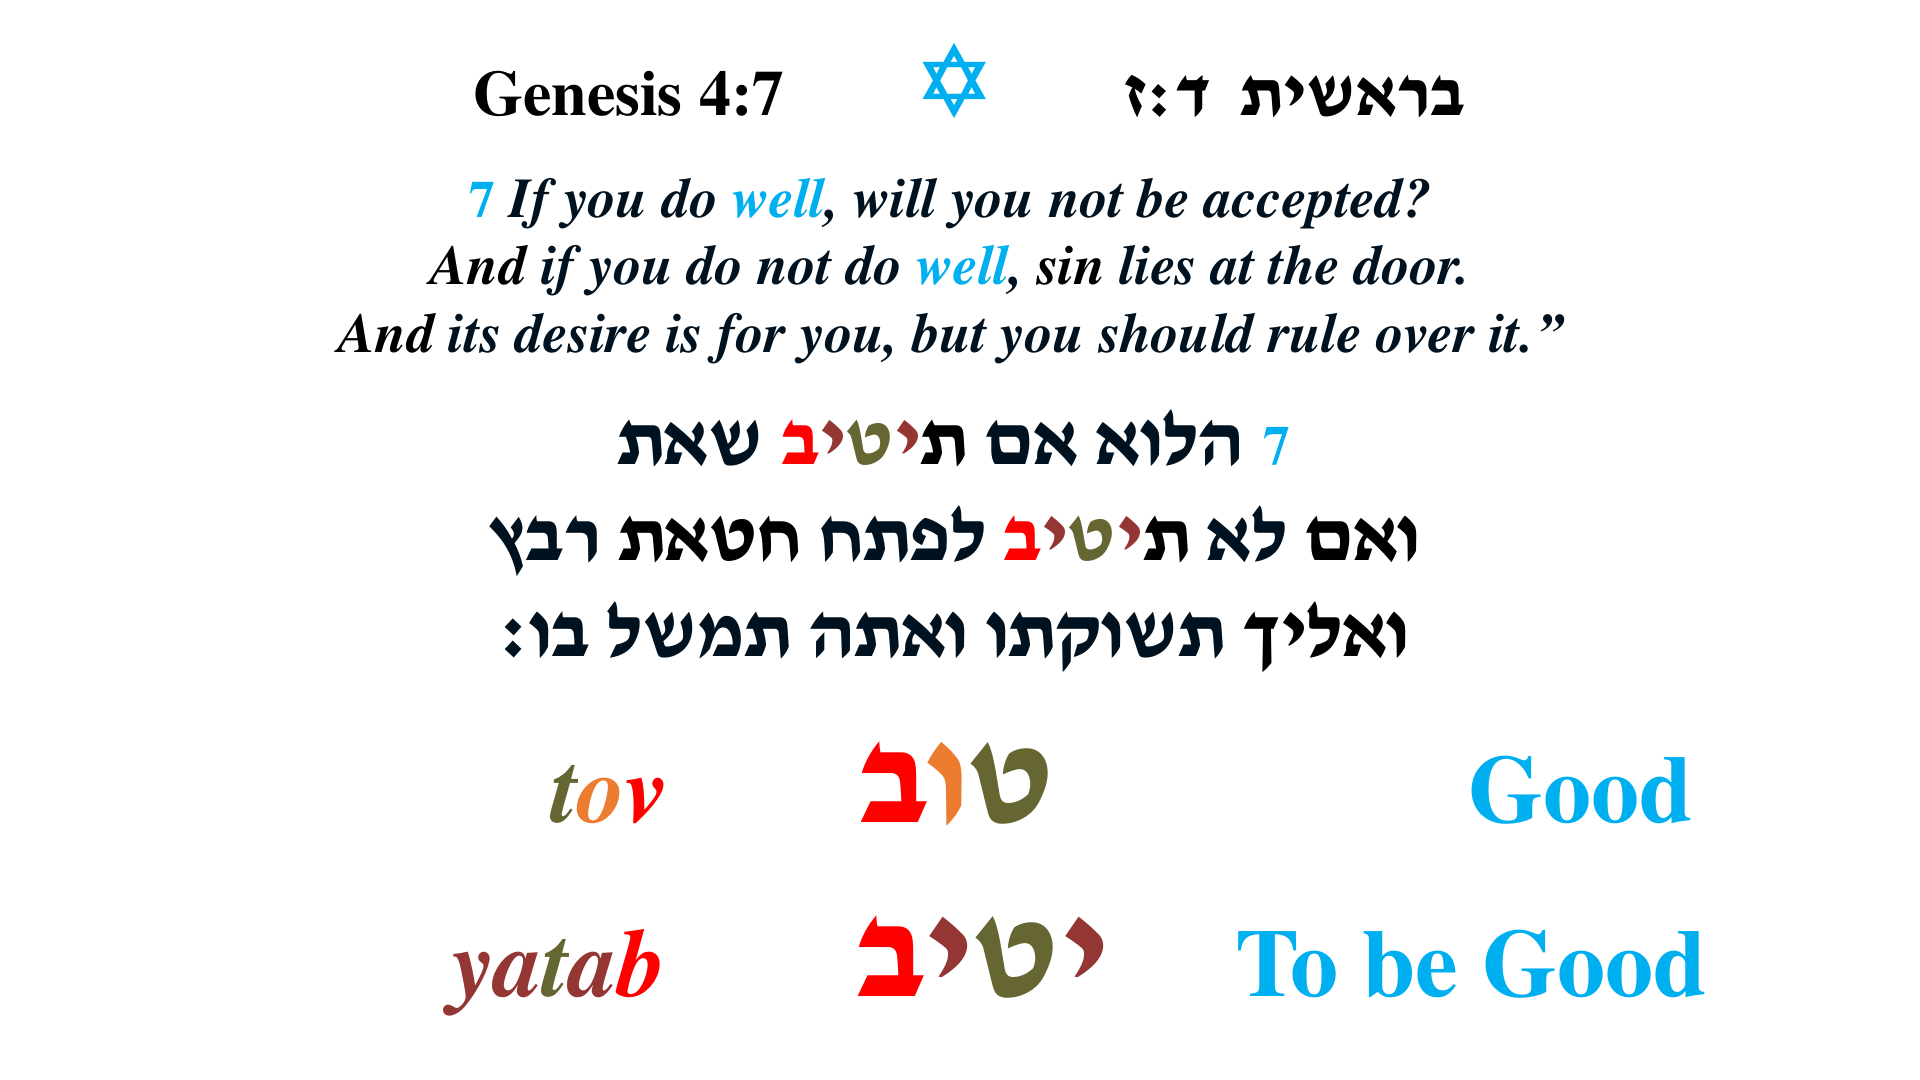 Genesis 4:7 ✡ בראשית ד:ז
7 If you do well, will you not be accepted?
And if you do not do well, sin lies at the door.
And its desire is for you, but you should rule over it.”
7 הלוא אם תיטיב שאת
ואם לא תיטיב לפתח חטאת רבץ
ואליך תשוקתו ואתה תמשל בו:
tov טוב Good
yatab יטיב To be Good